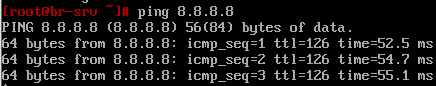 [root@br-srv ~]# ping 8.8.8.8
PING 8.8.8.8 (8.8.8.8) 56(84) bytes of data.
64 bytes from 8.8.8.8: icmp_seq=1 ttl=126 time=52.5 ms
64 bytes from 8.8.8.8: icmp_seq=2 ttl=126 time=54.7 ms
64 bytes from 8.8.8.8: icmp_seq=3 ttl=126 time=55.1 ms